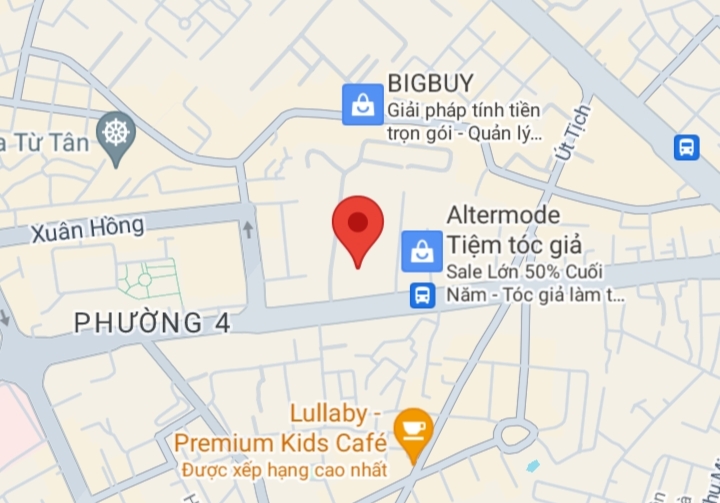 BIGBUY
Giải pháp tính tiền
trọn gói - Quản lý...
Út Tịch
a Từ Tân
Xuân Hồng
Altermode
Tiệm tóc giả
Sale Lớn 50% Cuối
Năm - Tóc giả làm t...
PHƯỜNG 4
Lullaby -
Premium Kids Café
Được xếp hạng cao nhất